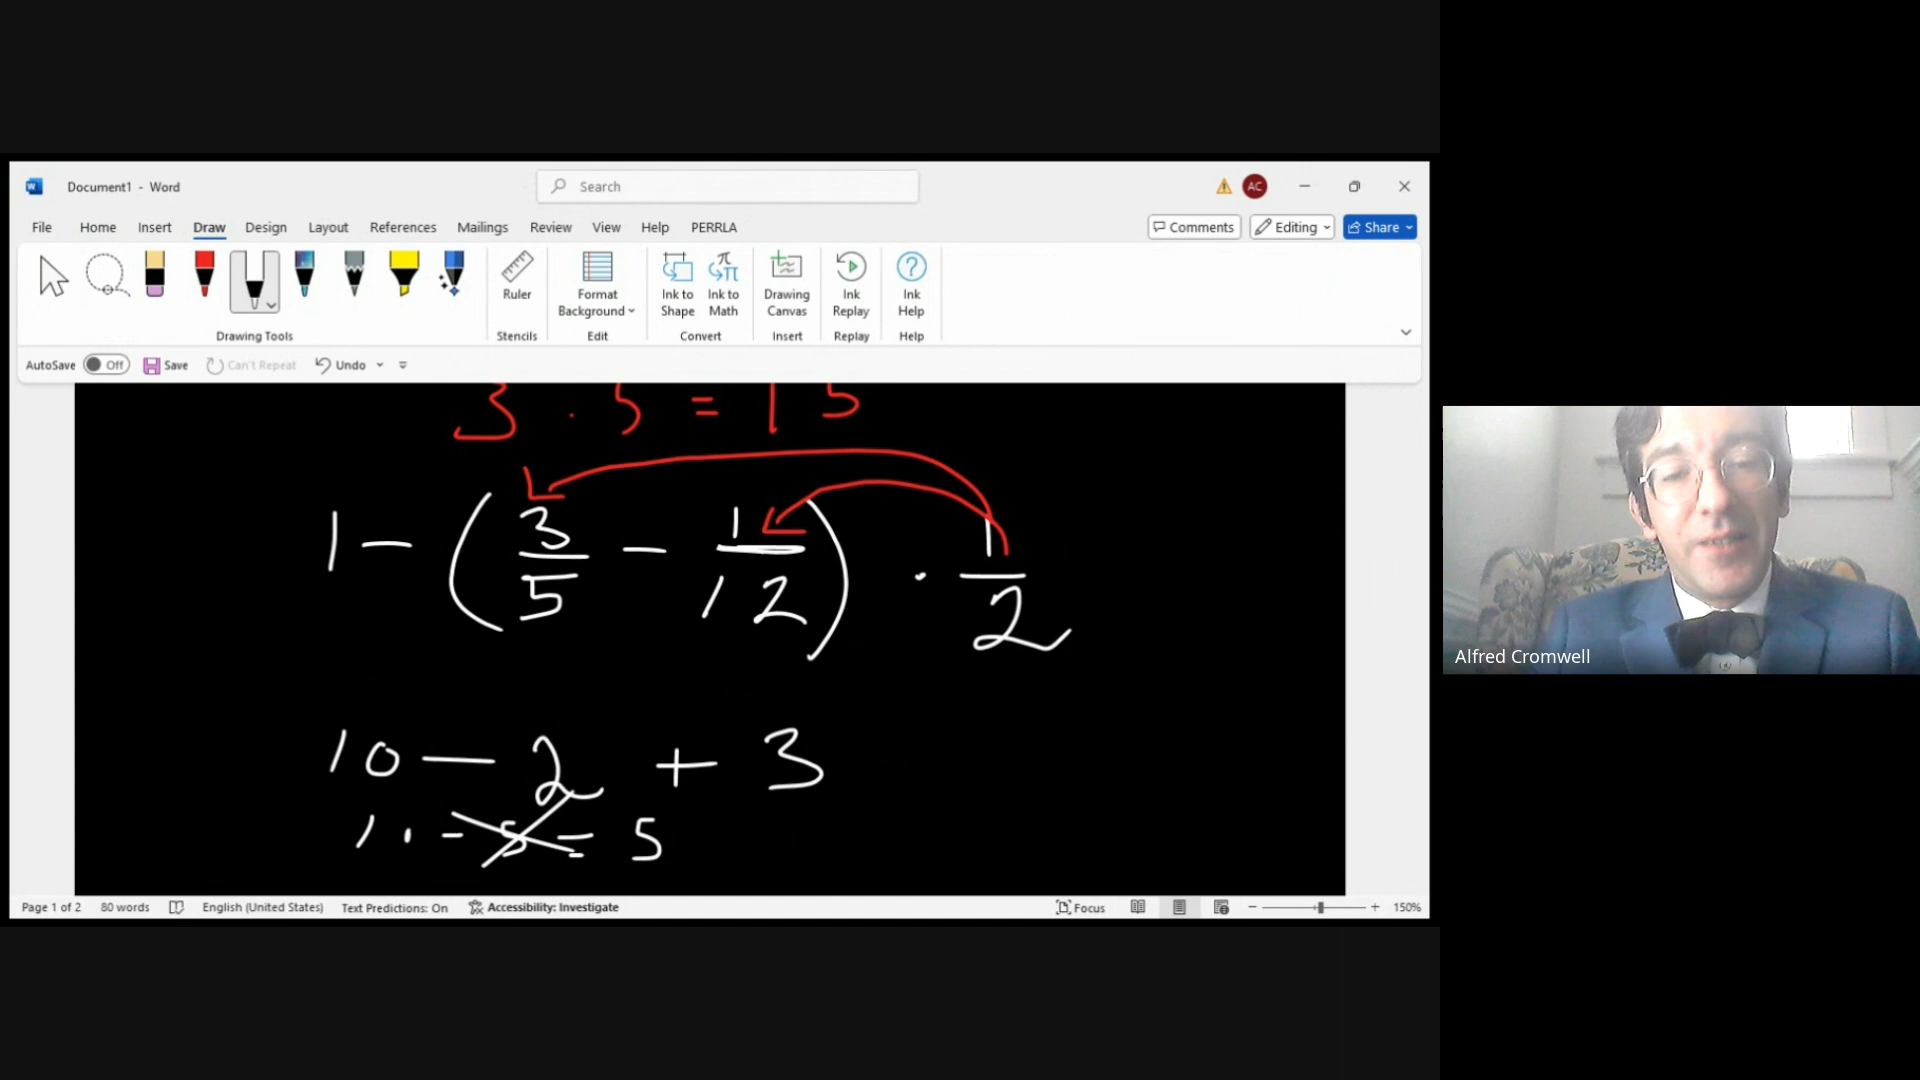 Document1 - Word
Search
AC
File Home Insert Draw Design Layout References Mailings Review View Help PERRLA
Comments Editing Share
Ruler
Format Background
Ink to Shape
Ink to Math
Drawing Canvas
Ink Replay
Ink Help
Drawing Tools Stencils Edit Convert Insert Replay Help
AutoSave Off Save Can't Repeat Undo
3 · 5 = 15
1 - (3/5 - 1/12) · 1/2
10 - 2 + 3
10 - 5 = 5
Alfred Cromwell
Page 1 of 2 80 words English (United States) Text Predictions: On Accessibility: Investigate Focus 150%